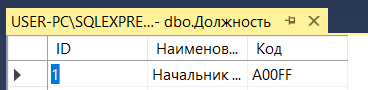 USER-PC\SQLEXPRE...- dbo.Должность
ID Наименов... Код
1 Начальник ... A00FF